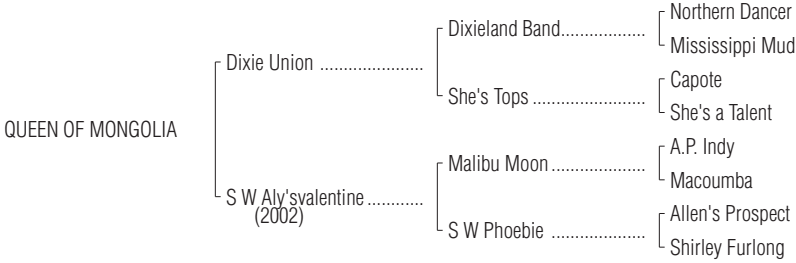 Northern Dancer
Dixieland Band....................
Mississippi Mud
Dixie Union ......................
Capote
She's Tops ........................
She's a Talent
QUEEN OF MONGOLIA
A.P. Indy
Malibu Moon ....................
Macoumba
S W Aly'svalentine ............
(2002)
Allen's Prospect
S W Phoebie ....................
Shirley Furlong